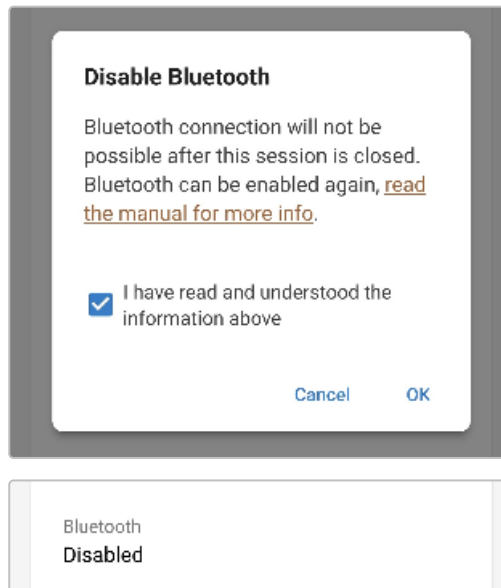 Disable Bluetooth
Bluetooth connection will not be
possible after this session is closed.
Bluetooth can be enabled again, read
the manual for more info.
I have read and understood the
information above
Cancel OK
Bluetooth
Disabled